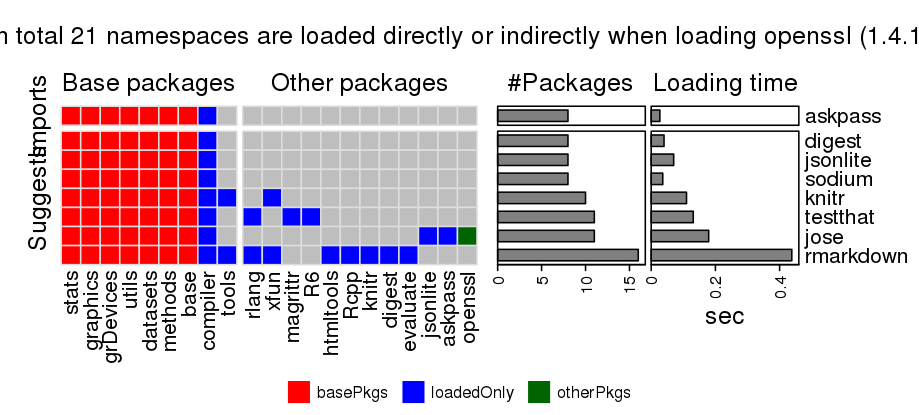 n total 21 namespaces are loaded directly or indirectly when loading openssl (1.4.1
Base packages
Other packages
#Packages
Loading time
Imports
Suggests
askpass
digest
jsonlite
sodium
knitr
testthat
jose
rmarkdown
stats
graphics
grDevices
utils
datasets
methods
base
compiler
tools
rlang
xfun
magrittr
R6
htmltools
Rcpp
knitr
digest
evaluate
jsonlite
askpass
openssl
0
5
10
15
0
0.2
0.4
sec
basePkgs
loadedOnly
otherPkgs